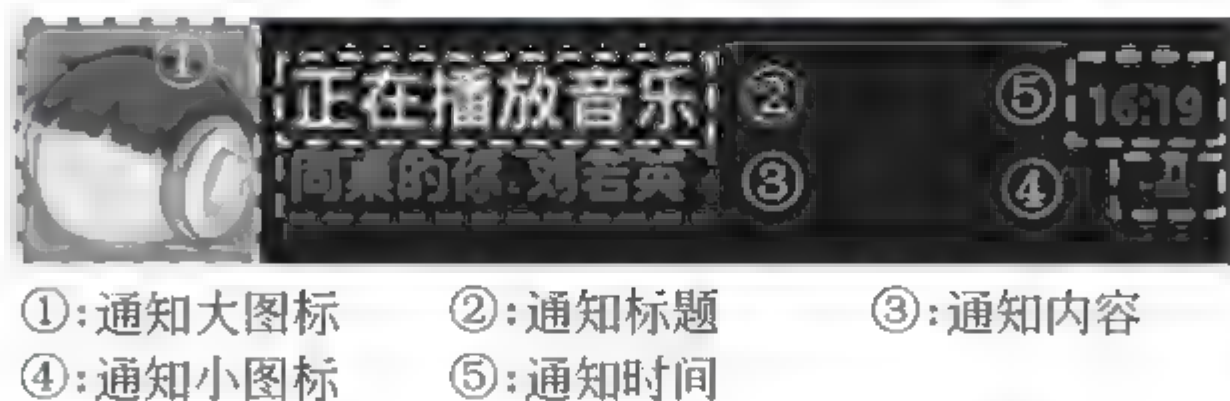 ①
正在播放音乐 ② ⑤ 16:19
同桌的你-刘若英 ③ ④
①:通知大图标 ②:通知标题 ③:通知内容
④:通知小图标 ⑤:通知时间